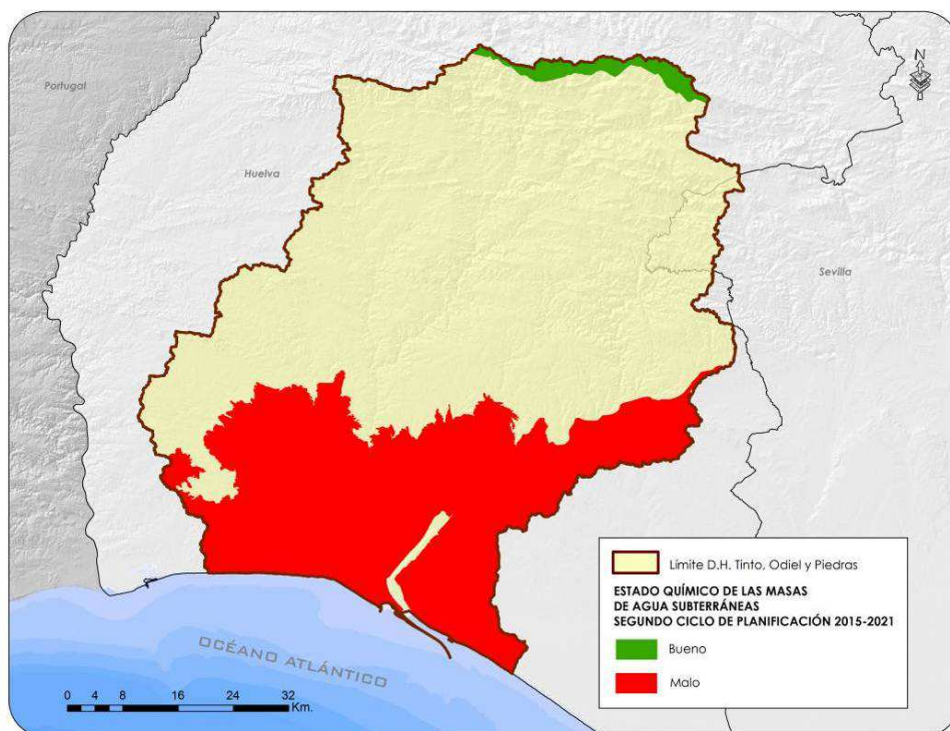 Portugal
N
Huelva
Sevilla
Límite D.H. Tinto, Odiel y Piedras
ESTADO QUÍMICO DE LAS MASAS
DE AGUA SUBTERRÁNEAS
SEGUNDO CICLO DE PLANIFICACIÓN 2015-2021
Bueno
Malo
OCÉANO ATLÁNTICO
0 4 8 16 24 32
Km.